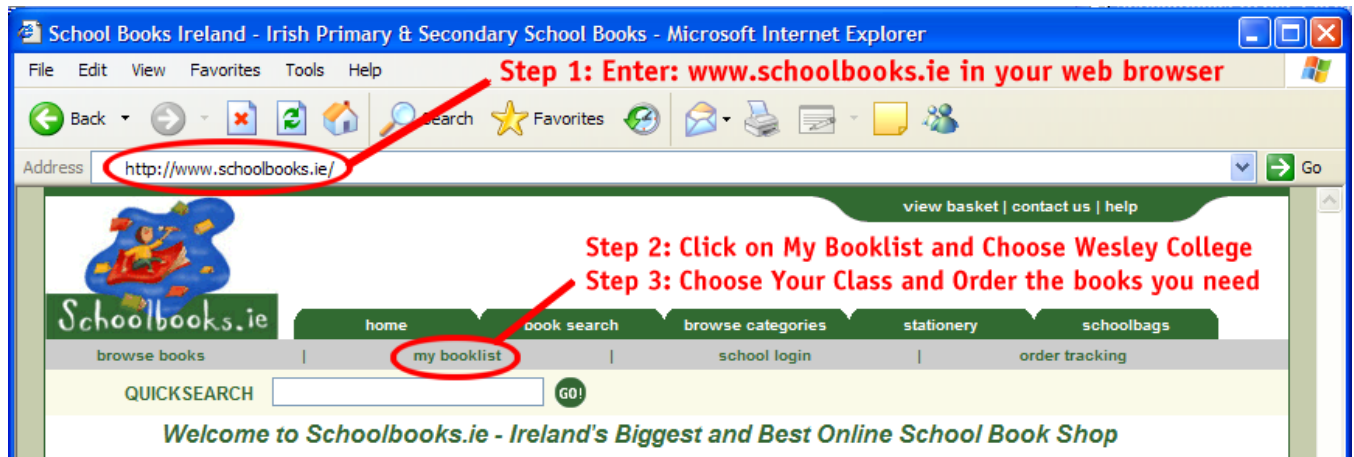 School Books Ireland - Irish Primary & Secondary School Books - Microsoft Internet Explorer
File Edit View Favorites Tools Help
Step 1: Enter: www.schoolbooks.ie in your web browser
Back Search Favorites
Address http://www.schoolbooks.ie/ Go
view basket | contact us | help
Step 2: Click on My Booklist and Choose Wesley College
Step 3: Choose Your Class and Order the books you need
Schoolbooks.ie
home book search browse categories stationery schoolbags
browse books | my booklist | school login | order tracking
QUICKSEARCH GO!
Welcome to Schoolbooks.ie - Ireland's Biggest and Best Online School Book Shop